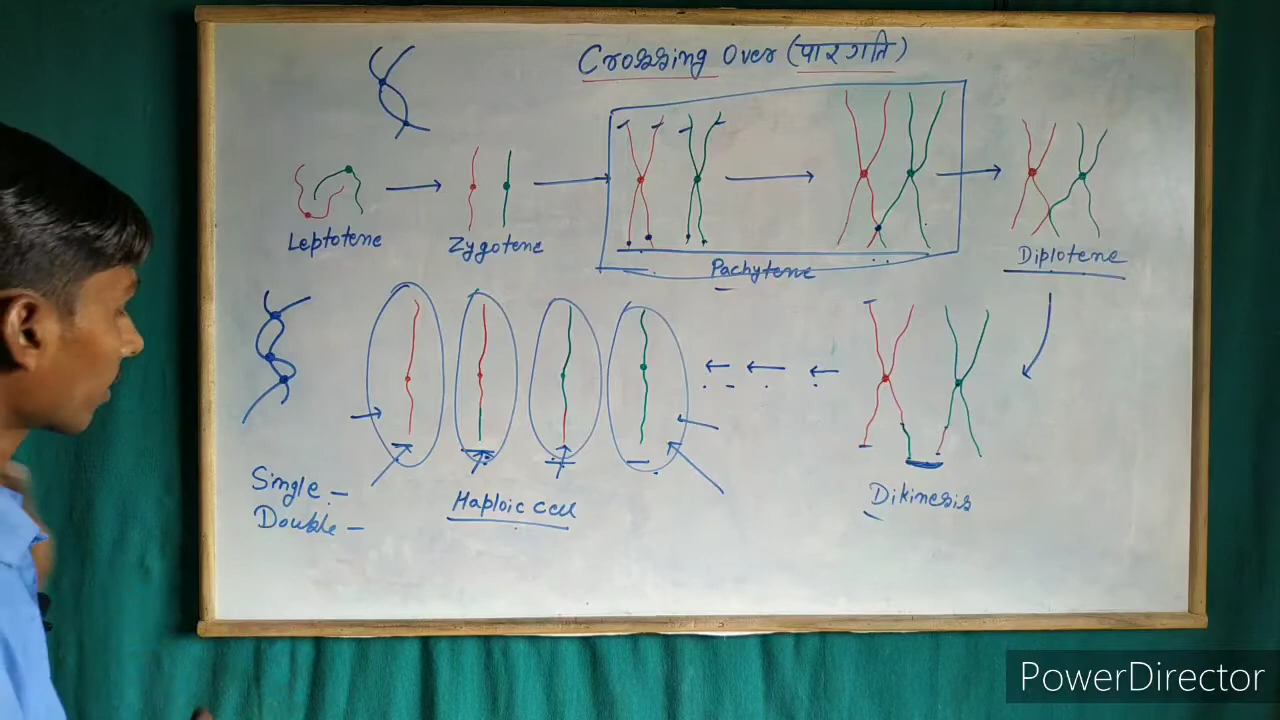 Crossing Over (पारगति)
Leptotene
Zygotene
Pachytene
Diplotene
Single -
Double -
Haploic cell
Dikinesis
PowerDirector